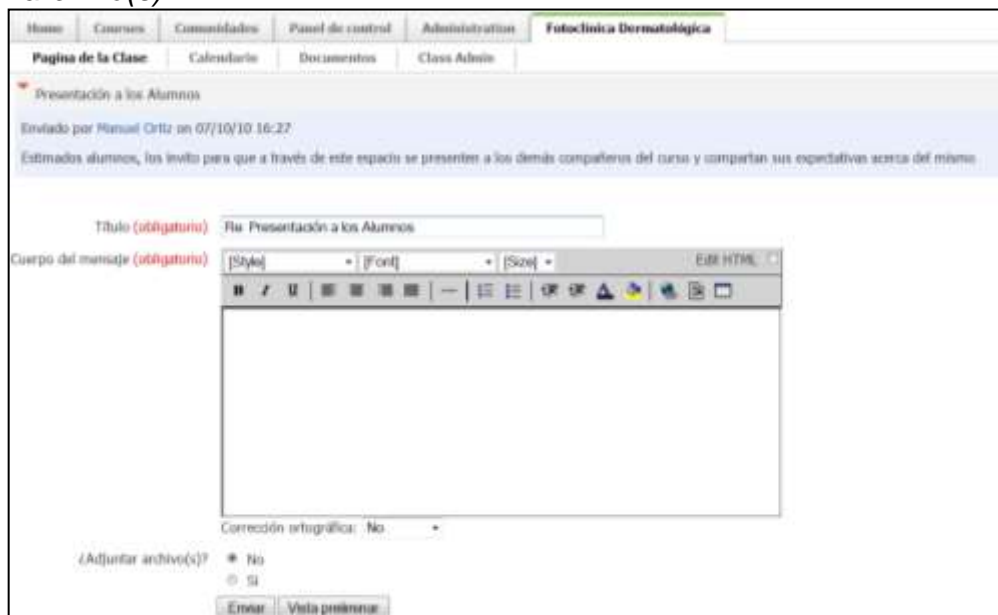 Home Courses Comunidades Panel de control Administration Fotoclínica Dermatológica
Pagina de la Clase Calendario Documentos Class Admin
Presentación a los Alumnos
Enviado por Manuel Ortiz on 07/10/10 16:27
Estimados alumnos, los invito para que a través de este espacio se presenten a los demás compañeros del curso y compartan sus expectativas acerca del mismo
Título (obligatorio) Re: Presentación a los Alumnos
Cuerpo del mensaje (obligatorio) [Style] [Font] [Size] Edit HTML
B I U
Corrección ortográfica: No
¿Adjuntar archivo(s)? No
Si
Enviar Vista preliminar